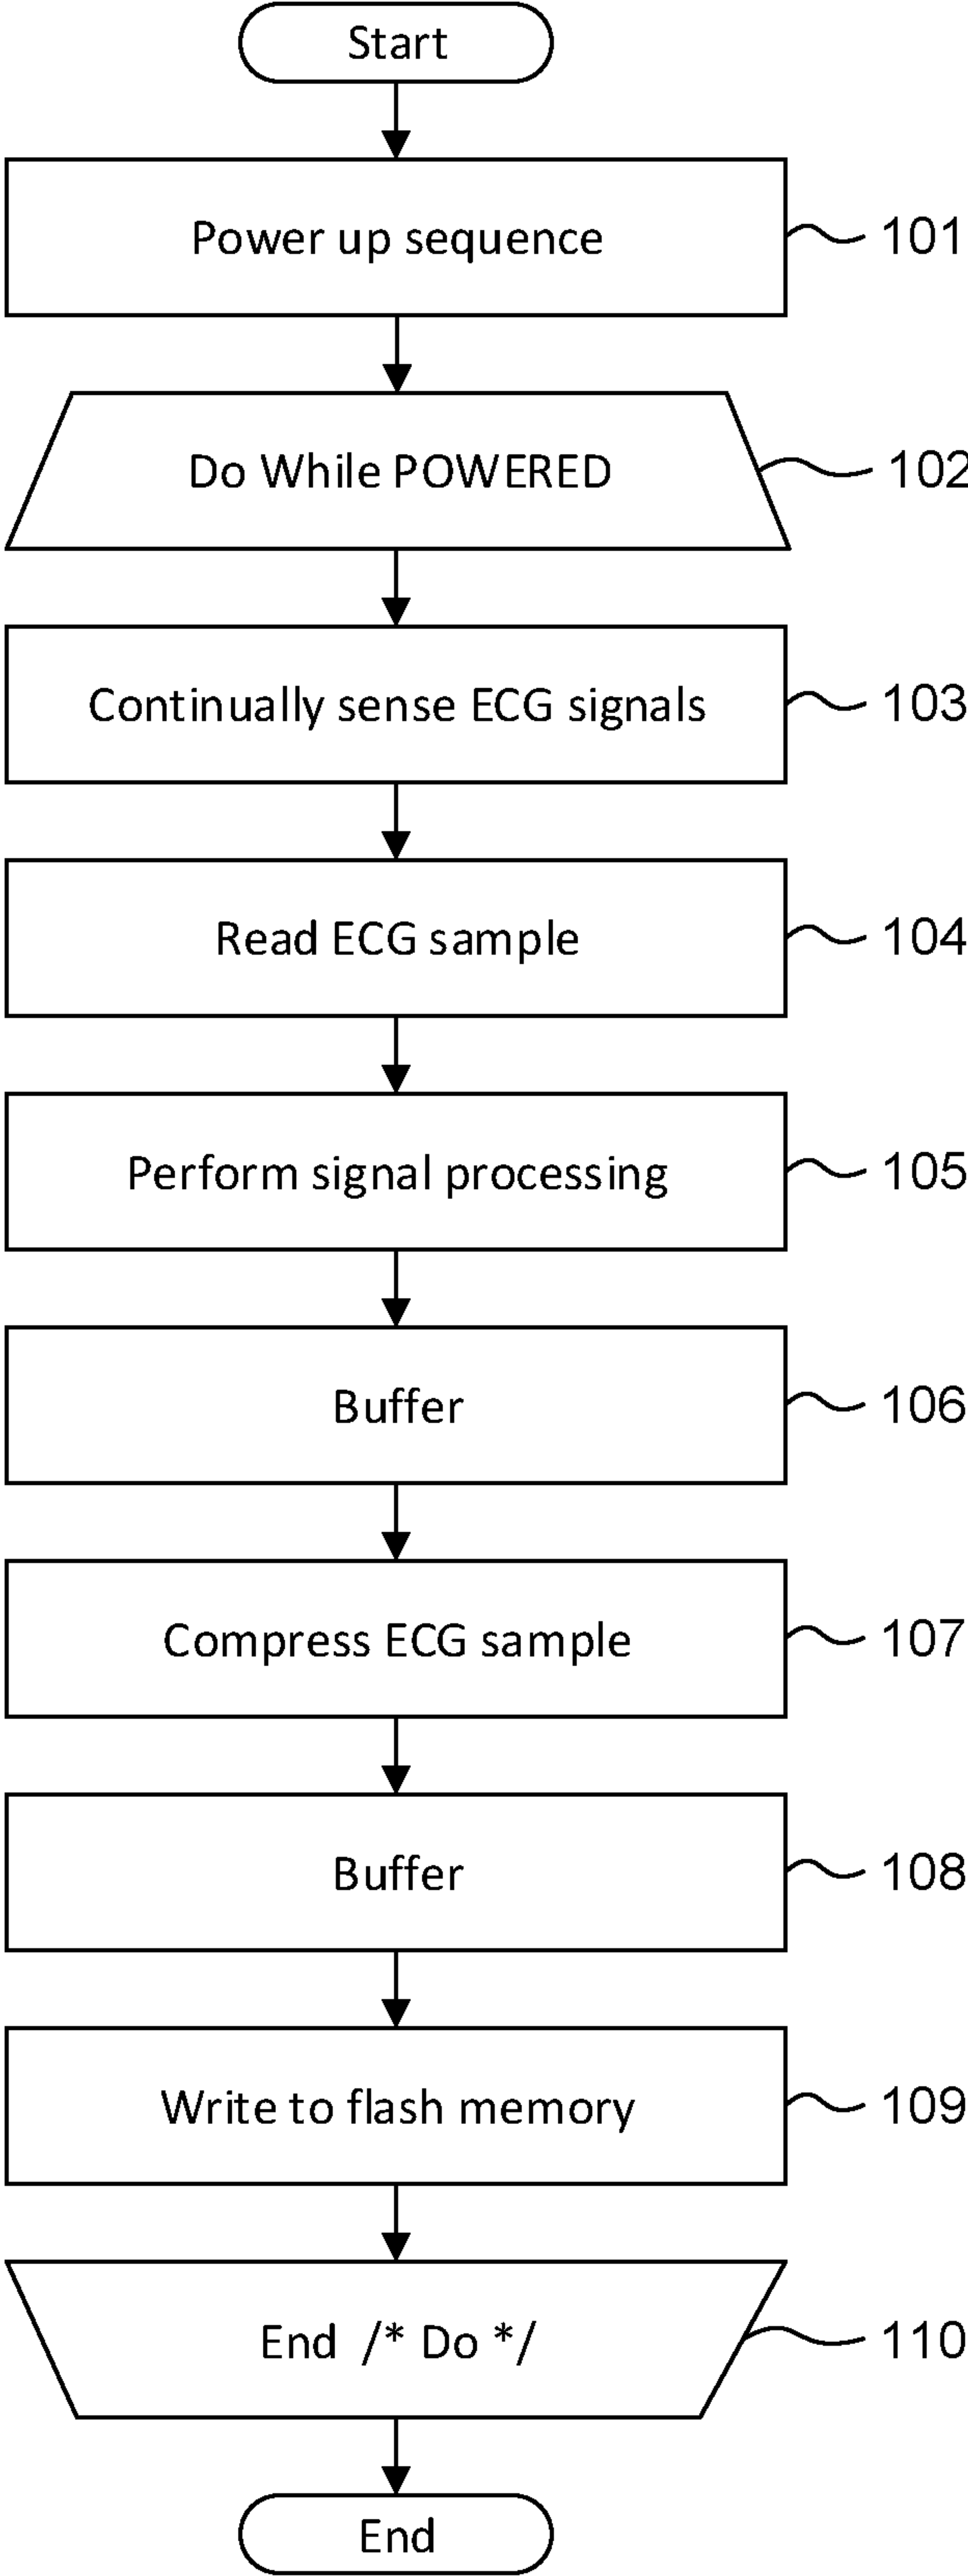 Start
Power up sequence 101
Do While POWERED 102
Continually sense ECG signals 103
Read ECG sample 104
Perform signal processing 105
Buffer 106
Compress ECG sample 107
Buffer 108
Write to flash memory 109
End /* Do */ 110
End